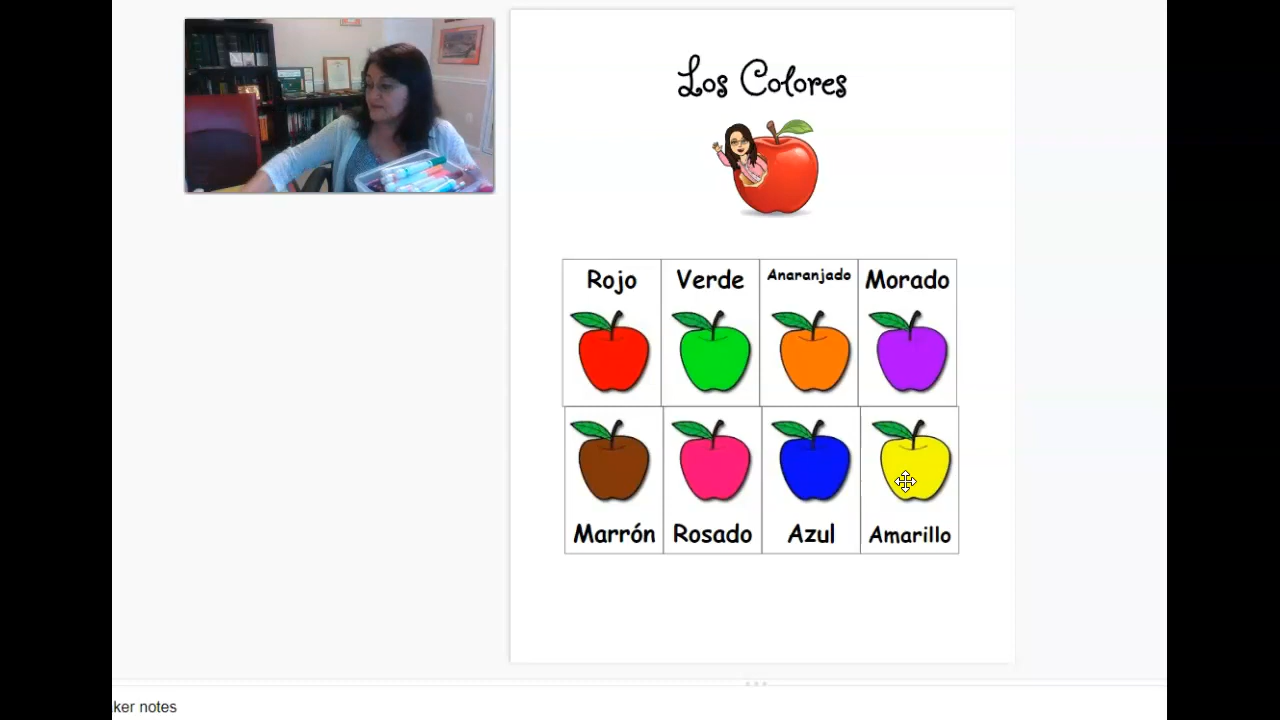 Los Colores
Rojo
Verde
Anaranjado
Morado
Marrón
Rosado
Azul
Amarillo
ker notes